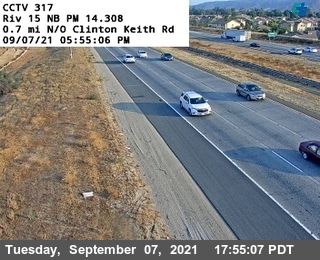 CCTV 317
Riv 15 NB PM 14.308
0.7 mi N/O Clinton Keith Rd
09/07/21 05:55:06 PM
Tuesday, September 07, 2021 17:55:07 PDT